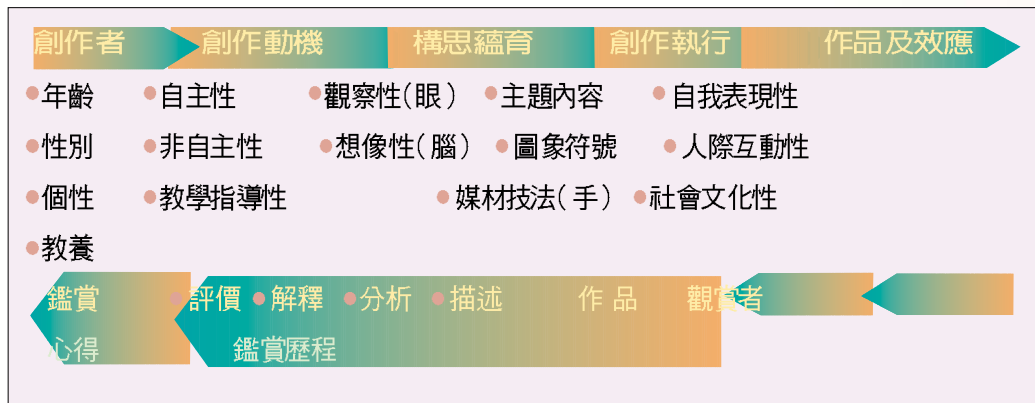 創作者 創作動機 構思蘊育 創作執行 作品及效應
●年齡 ●自主性 ●觀察性(眼) ●主題內容 ●自我表現性
●性別 ●非自主性 ●想像性(腦) ●圖象符號 ●人際互動性
●個性 ●教學指導性 ●媒材技法(手) ●社會文化性
●教養
鑑賞 ●評價 ●解釋 ●分析 ●描述 作品 觀賞者
心得 鑑賞歷程